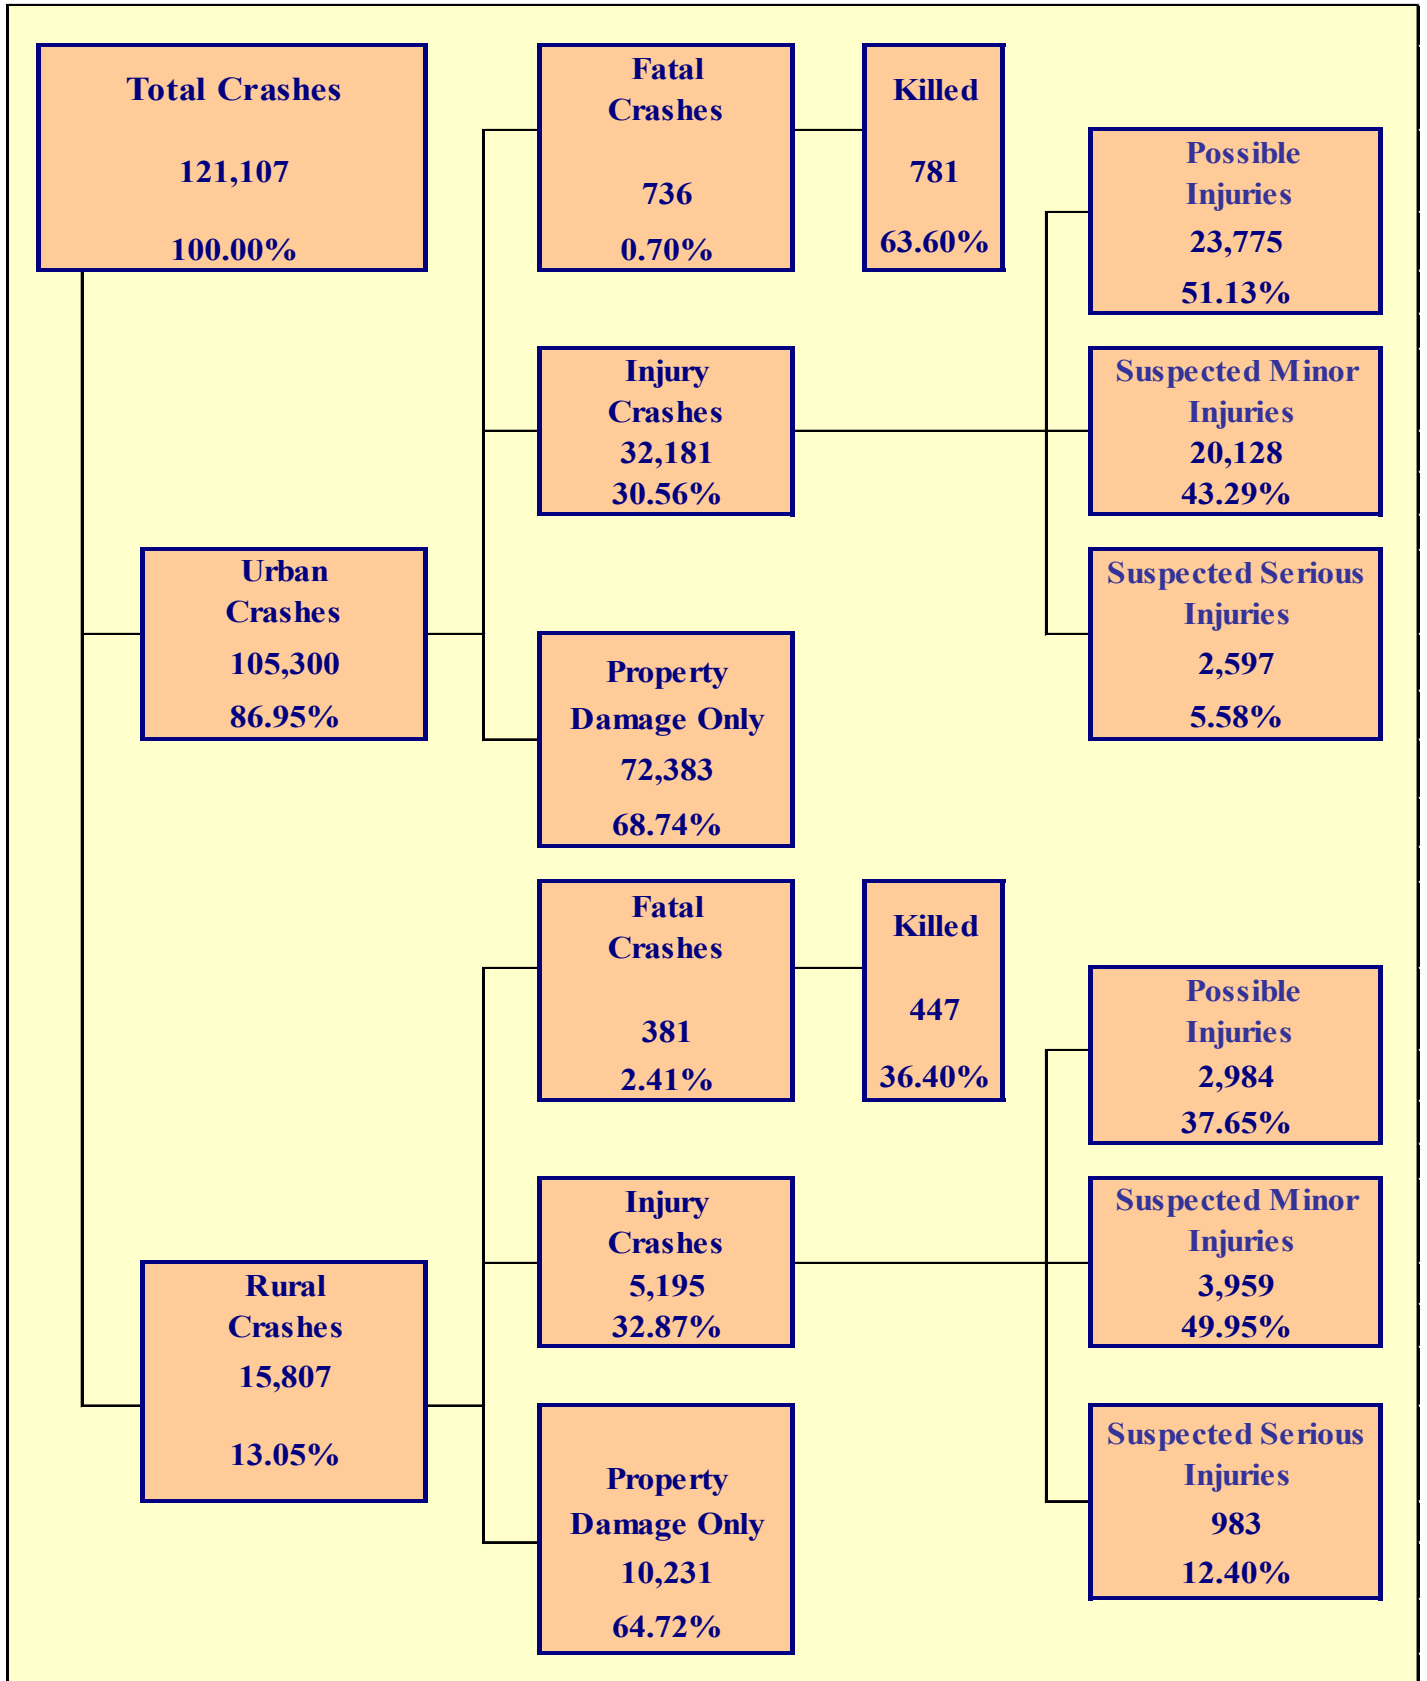 Total Crashes
121,107
100.00%
Fatal
Crashes
736
0.70%
Killed
781
63.60%
Possible
Injuries
23,775
51.13%
Injury
Crashes
32,181
30.56%
Suspected Minor
Injuries
20,128
43.29%
Urban
Crashes
105,300
86.95%
Suspected Serious
Injuries
2,597
5.58%
Property
Damage Only
72,383
68.74%
Fatal
Crashes
381
2.41%
Killed
447
36.40%
Possible
Injuries
2,984
37.65%
Injury
Crashes
5,195
32.87%
Suspected Minor
Injuries
3,959
49.95%
Rural
Crashes
15,807
13.05%
Property
Damage Only
10,231
64.72%
Suspected Serious
Injuries
983
12.40%